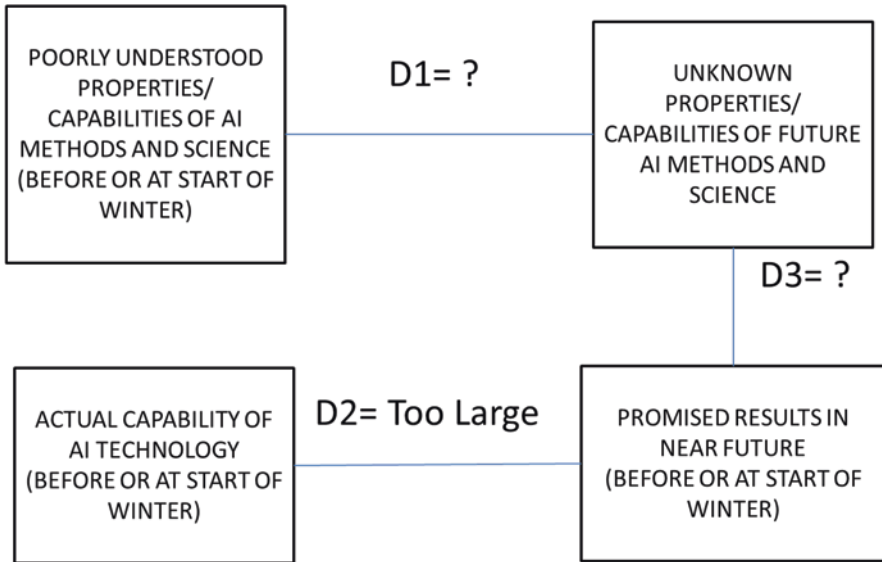 POORLY UNDERSTOOD
PROPERTIES/
CAPABILITIES OF AI
METHODS AND SCIENCE
(BEFORE OR AT START OF
WINTER)
D1= ?
UNKNOWN
PROPERTIES/
CAPABILITIES OF FUTURE
AI METHODS AND
SCIENCE
D3= ?
ACTUAL CAPABILITY OF
AI TECHNOLOGY
(BEFORE OR AT START OF
WINTER)
D2= Too Large
PROMISED RESULTS IN
NEAR FUTURE
(BEFORE OR AT START OF
WINTER)